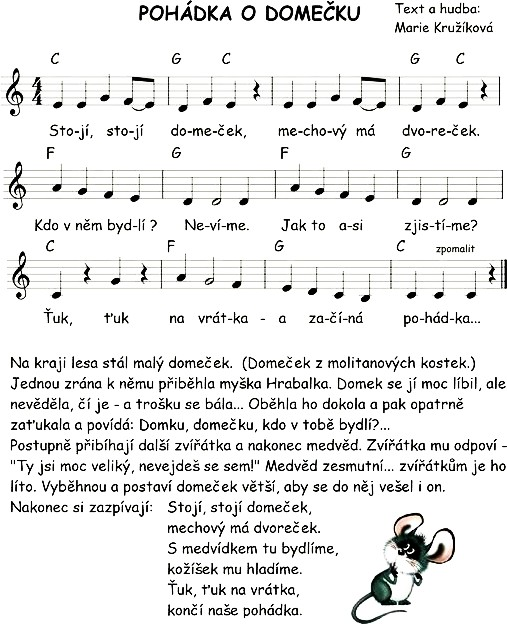 POHÁDKA O DOMEČKU
Text a hudba:
Marie Kružíková
C G C G C
4/4
Sto-jí, sto-jí do-me-ček, me-cho-vý má dvo-re-ček.
F G F G
Kdo v něm byd-lí ? Ne-ví-me. Jak to a-si zjis-tí-me?
C F G C zpomalit
Ťuk, ťuk na vrát-ka - a za-čí-ná po-hád-ka...
Na kraji lesa stál malý domeček. (Domeček z molitanových kostek.)
Jednou zrána k němu přiběhla myška Hrabalka. Domek se jí moc líbil, ale
nevěděla, čí je - a trošku se bála... Oběhla ho dokola a pak opatrně
zaťukala a povídá: Domku, domečku, kdo v tobě bydlí?...
Postupně přibíhají další zvířátka a nakonec medvěd. Zvířátka mu odpoví -
"Ty jsi moc veliký, nevejdeš se sem!" Medvěd zesmutní... zvířátkům je ho
líto. Vyběhnou a postaví domeček větší, aby se do něj vešel i on.
Nakonec si zazpívají: Stojí, stojí domeček,
mechový má dvoreček.
S medvídkem tu bydlíme,
kožíšek mu hladíme.
Ťuk, ťuk na vrátka,
končí naše pohádka.